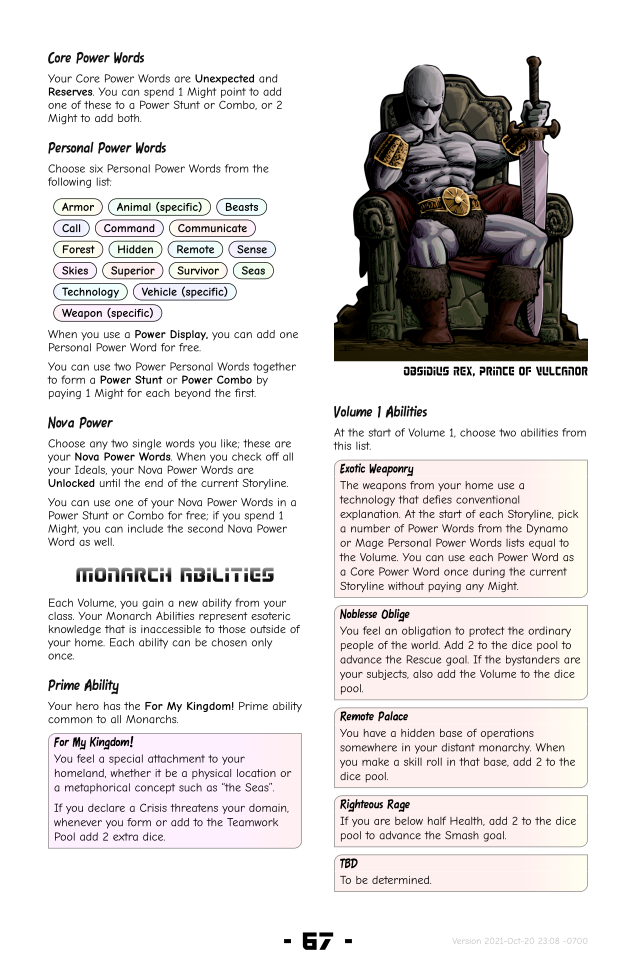 Core Power Words
Your Core Power Words are Unexpected and
Reserves. You can spend 1 Might point to add
one of these to a Power Stunt or Combo, or 2
Might to add both.
Personal Power Words
Choose six Personal Power Words from the
following list:
Armor Animal (specific) Beasts
Call Command Communicate
Forest Hidden Remote Sense
Skies Superior Survivor Seas
Technology Vehicle (specific)
Weapon (specific)
When you use a Power Display, you can add one
Personal Power Word for free.
You can use two Power Personal Words together
to form a Power Stunt or Power Combo by
paying 1 Might for each beyond the first.
Nova Power
Choose any two single words you like; these are
your Nova Power Words. When you check off all
your Ideals, your Nova Power Words are
Unlocked until the end of the current Storyline.
You can use one of your Nova Power Words in a
Power Stunt or Combo for free; if you spend 1
Might, you can include the second Nova Power
Word as well.
MONARCH ABILITIES
Each Volume, you gain a new ability from your
class. Your Monarch Abilities represent esoteric
knowledge that is inaccessible to those outside of
your home. Each ability can be chosen only
once.
Prime Ability
Your hero has the For My Kingdom! Prime ability
common to all Monarchs.
For My Kingdom!
You feel a special attachment to your
homeland, whether it be a physical location or
a metaphorical concept such as "the Seas".
If you declare a Crisis threatens your domain,
whenever you form or add to the Teamwork
Pool add 2 extra dice.
OBSIDIUS REX, PRINCE OF VULCANOR
Volume 1 Abilities
At the start of Volume 1, choose two abilities from
this list.
Exotic Weaponry
The weapons from your home use a
technology that defies conventional
explanation. At the start of each Storyline, pick
a number of Power Words from the Dynamo
or Mage Personal Power Words lists equal to
the Volume. You can use each Power Word as
a Core Power Word once during the current
Storyline without paying any Might.
Noblesse Oblige
You feel an obligation to protect the ordinary
people of the world. Add 2 to the dice pool to
advance the Rescue goal. If the bystanders are
your subjects, also add the Volume to the dice
pool.
Remote Palace
You have a hidden base of operations
somewhere in your distant monarchy. When
you make a skill roll in that base, add 2 to the
dice pool.
Righteous Rage
If you are below half Health, add 2 to the dice
pool to advance the Smash goal.
TBD
To be determined.
- 67 -
Version 2021-Oct-20 23:08 -0700